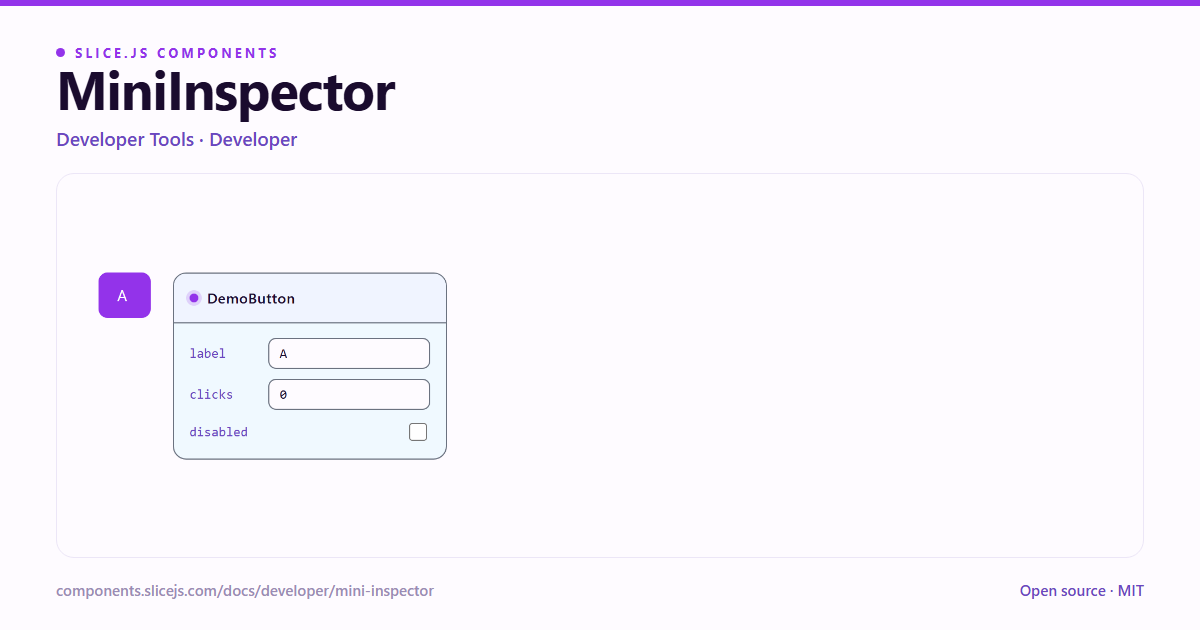 SLICE.JS COMPONENTS
MiniInspector
Developer Tools · Developer
A
DemoButton
label
A
clicks
0
disabled
components.slicejs.com/docs/developer/mini-inspector
Open source · MIT